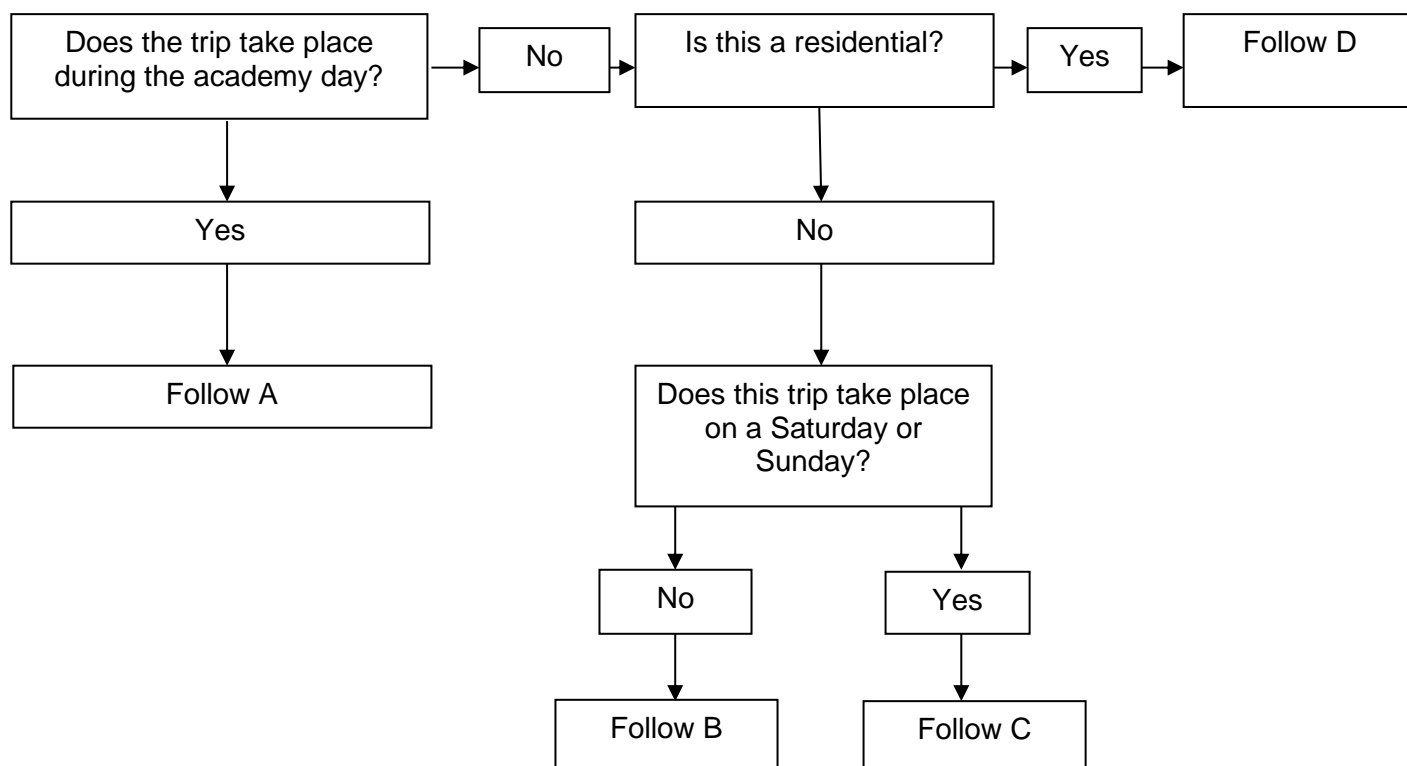 Does the trip take place
during the academy day?
No
Is this a residential?
Yes
Follow D
Yes
No
Follow A
Does this trip take place
on a Saturday or
Sunday?
No
Yes
Follow B
Follow C